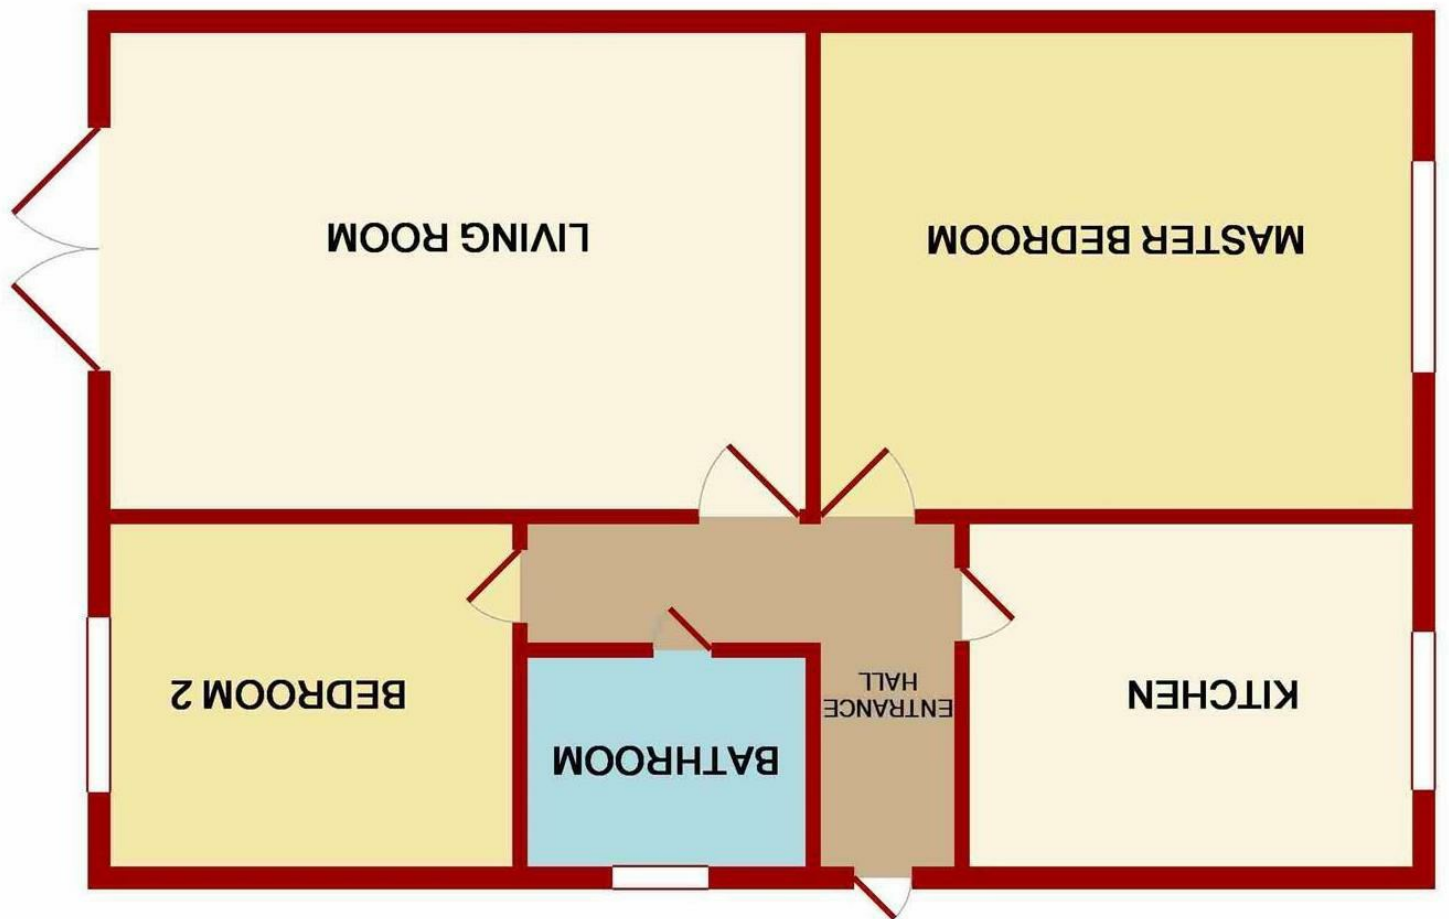 KITCHEN
ENTRANCE
HALL
BATHROOM
BEDROOM 2
MASTER BEDROOM
LIVING ROOM